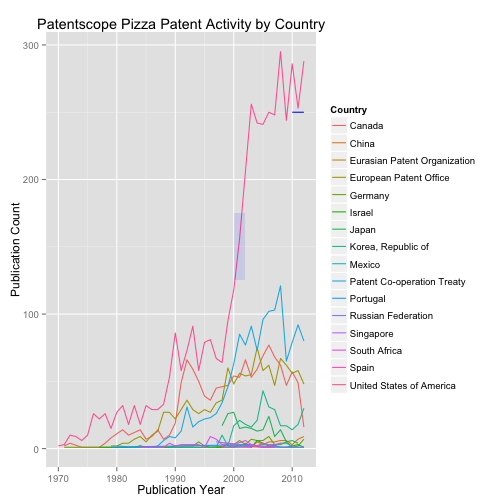 Patentscope Pizza Patent Activity by Country
300
200
100
0
Publication Count
1970 1980 1990 2000 2010
Publication Year
Country
Canada
China
Eurasian Patent Organization
European Patent Office
Germany
Israel
Japan
Korea, Republic of
Mexico
Patent Co-operation Treaty
Portugal
Russian Federation
Singapore
South Africa
Spain
United States of America